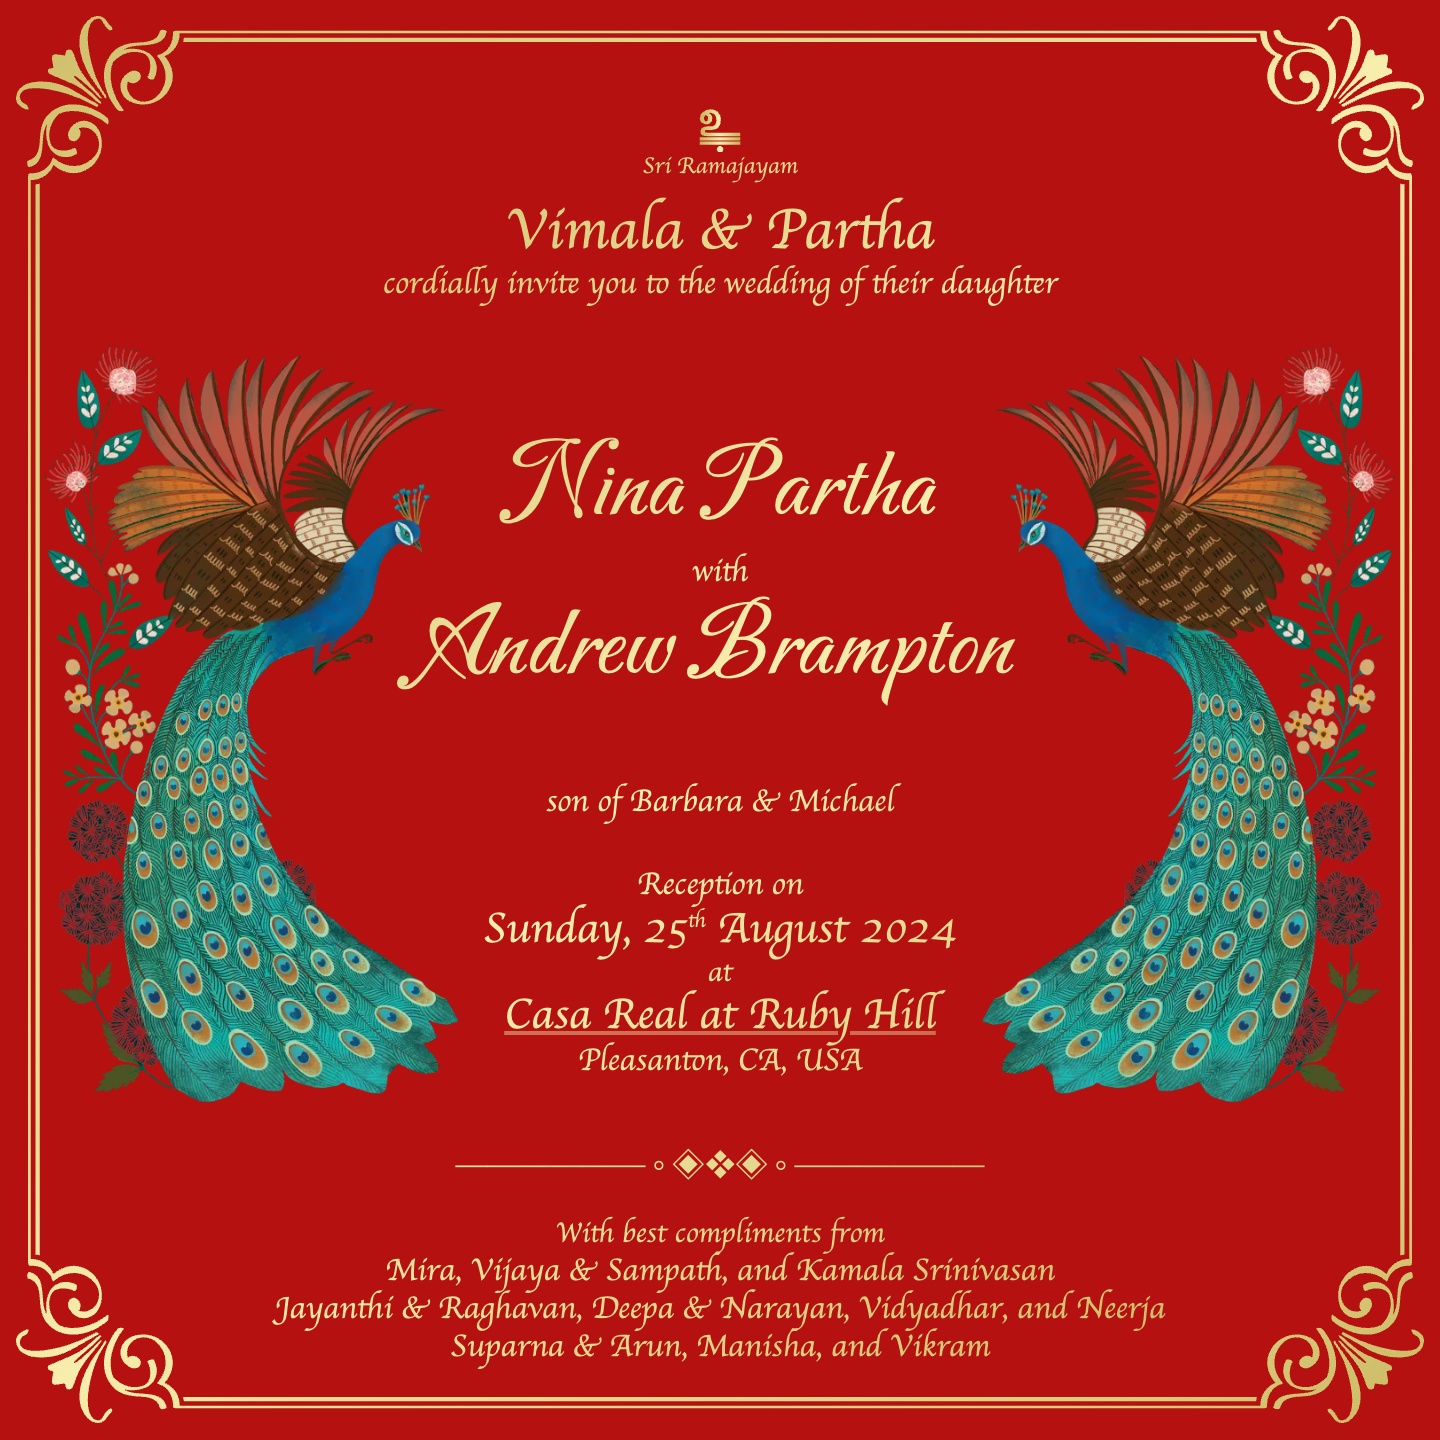 உ
Sri Ramajayam
Vimala & Partha
cordially invite you to the wedding of their daughter
Nina Partha
with
Andrew Brampton
son of Barbara & Michael
Reception on
Sunday, 25th August 2024
at
Casa Real at Ruby Hill
Pleasanton, CA, USA
With best compliments from
Mira, Vijaya & Sampath, and Kamala Srinivasan
Jayanthi & Raghavan, Deepa & Narayan, Vidyadhar, and Neerja
Suparna & Arun, Manisha, and Vikram